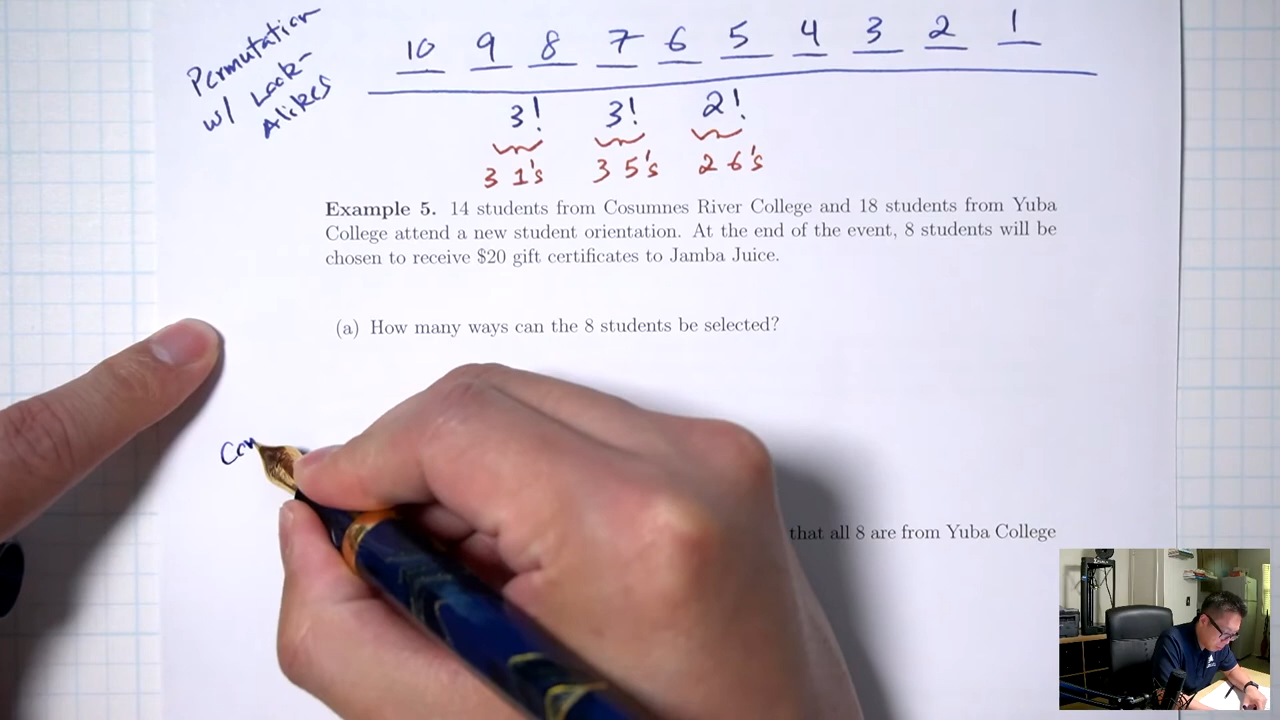 Permutation
w/ Look-
Alikes
10 9 8 7 6 5 4 3 2 1
3! 3! 2!
3 1's 3 5's 2 6's
Example 5. 14 students from Cosumnes River College and 18 students from Yuba
College attend a new student orientation. At the end of the event, 8 students will be
chosen to receive $20 gift certificates to Jamba Juice.
(a) How many ways can the 8 students be selected?
Com
that all 8 are from Yuba College